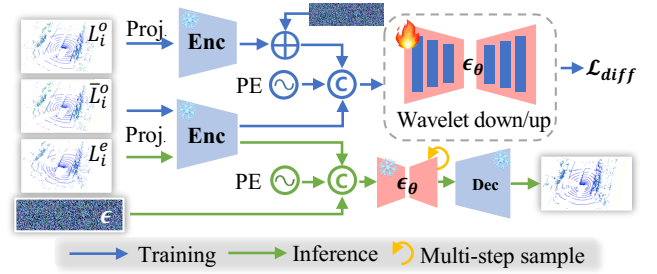 L_i^o Proj. Enc
PE C ϵ_θ ℒ_diff
L̄_i^o Wavelet down/up
L_i^e Proj. Enc
PE C ϵ_θ Dec
ϵ
Training Inference Multi-step sample